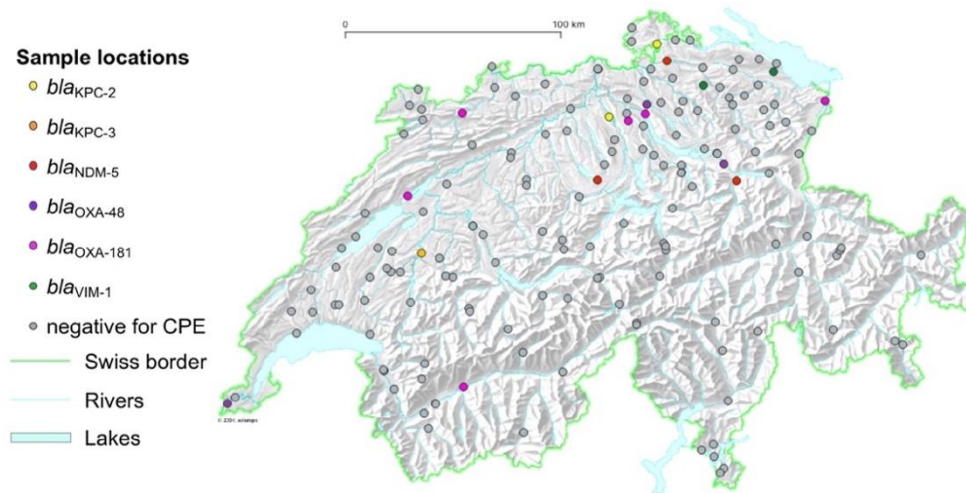 0 100 km
Sample locations
blaKPC-2
blaKPC-3
blaNDM-5
blaOXA-48
blaOXA-181
blaVIM-1
negative for CPE
Swiss border
Rivers
Lakes